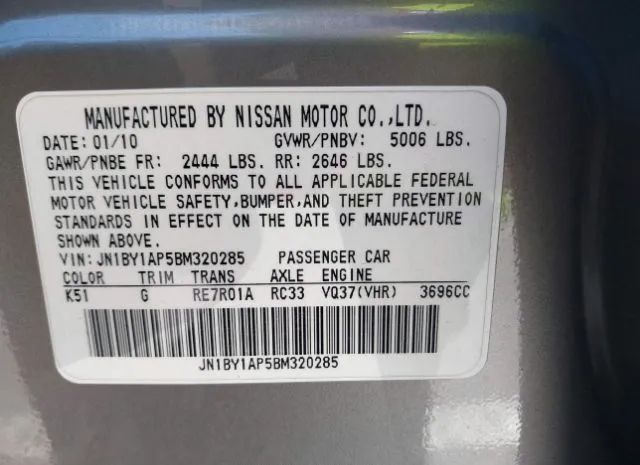 MANUFACTURED BY NISSAN MOTOR CO.,LTD.
DATE: 01/10 GVWR/PNBV: 5006 LBS.
GAWR/PNBE FR: 2444 LBS. RR: 2646 LBS.
THIS VEHICLE CONFORMS TO ALL APPLICABLE FEDERAL
MOTOR VEHICLE SAFETY,BUMPER,AND THEFT PREVENTION
STANDARDS IN EFFECT ON THE DATE OF MANUFACTURE
SHOWN ABOVE.
VIN: JN1BY1AP5BM320285 PASSENGER CAR
COLOR TRIM TRANS AXLE ENGINE
K51 G RE7R01A RC33 VQ37(VHR) 3696CC
JN1BY1AP5BM320285